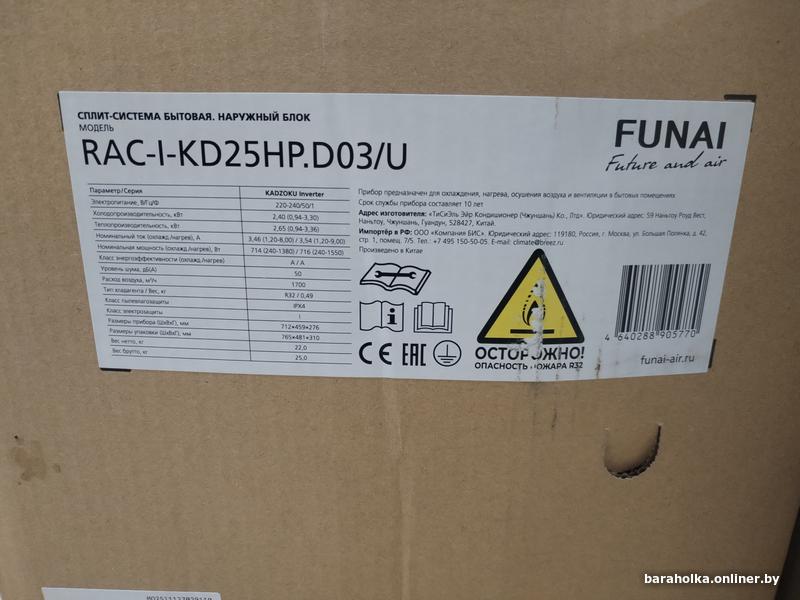 СПЛИТ-СИСТЕМА БЫТОВАЯ. НАРУЖНЫЙ БЛОК
МОДЕЛЬ
RAC-I-KD25HP.D03/U
FUNAI
Future and air
Параметр/Серия KADZOKU Inverter
Электропитание, В/Гц/Ф 220-240/50/1
Холодопроизводительность, кВт 2,40 (0,94-3,30)
Теплопроизводительность, кВт 2,65 (0,94-3,36)
Номинальный ток (охлажд./нагрев), А 3,46 (1,20-8,00) / 3,54 (1,20-9,00)
Номинальная мощность (охлажд./нагрев), Вт 714 (240-1380) / 716 (240-1550)
Класс энергоэффективности (охлажд./нагрев) A / A
Уровень шума, дБ(А) 50
Расход воздуха, м³/ч 1700
Тип хладагента / Вес, кг R32 / 0,49
Класс пылевлагозащиты IPX4
Класс электрозащиты I
Размеры прибора (ШхВхГ), мм 712×459×276
Размеры упаковки (ШхВхГ), мм 765×481×310
Вес нетто, кг 22,0
Вес брутто, кг 25,0
Прибор предназначен для охлаждения, нагрева, осушения воздуха и вентиляции в бытовых помещениях
Срок службы прибора составляет 10 лет
Адрес изготовителя: «ТиСиЭль Эйр Кондишионер (Чжуншань) Ко., Лтд». Юридический адрес: 59 Наньтоу Роуд Вест,
Наньтоу, Чжуншань, Гуандун, 528427, Китай.
Импортёр в РФ: ООО «Компания БИС». Юридический адрес: 119180, Россия, г. Москва, ул. Большая Полянка, д. 42,
стр. 1, помещ. 7/5. Тел.: +7 495 150-50-05. E-mail: climate@breez.ru
Произведено в Китае
i
CE EAC
ОСТОРОЖНО!
ОПАСНОСТЬ ПОЖАРА R32
4 640288 905770
funai-air.ru
baraholka.onliner.by